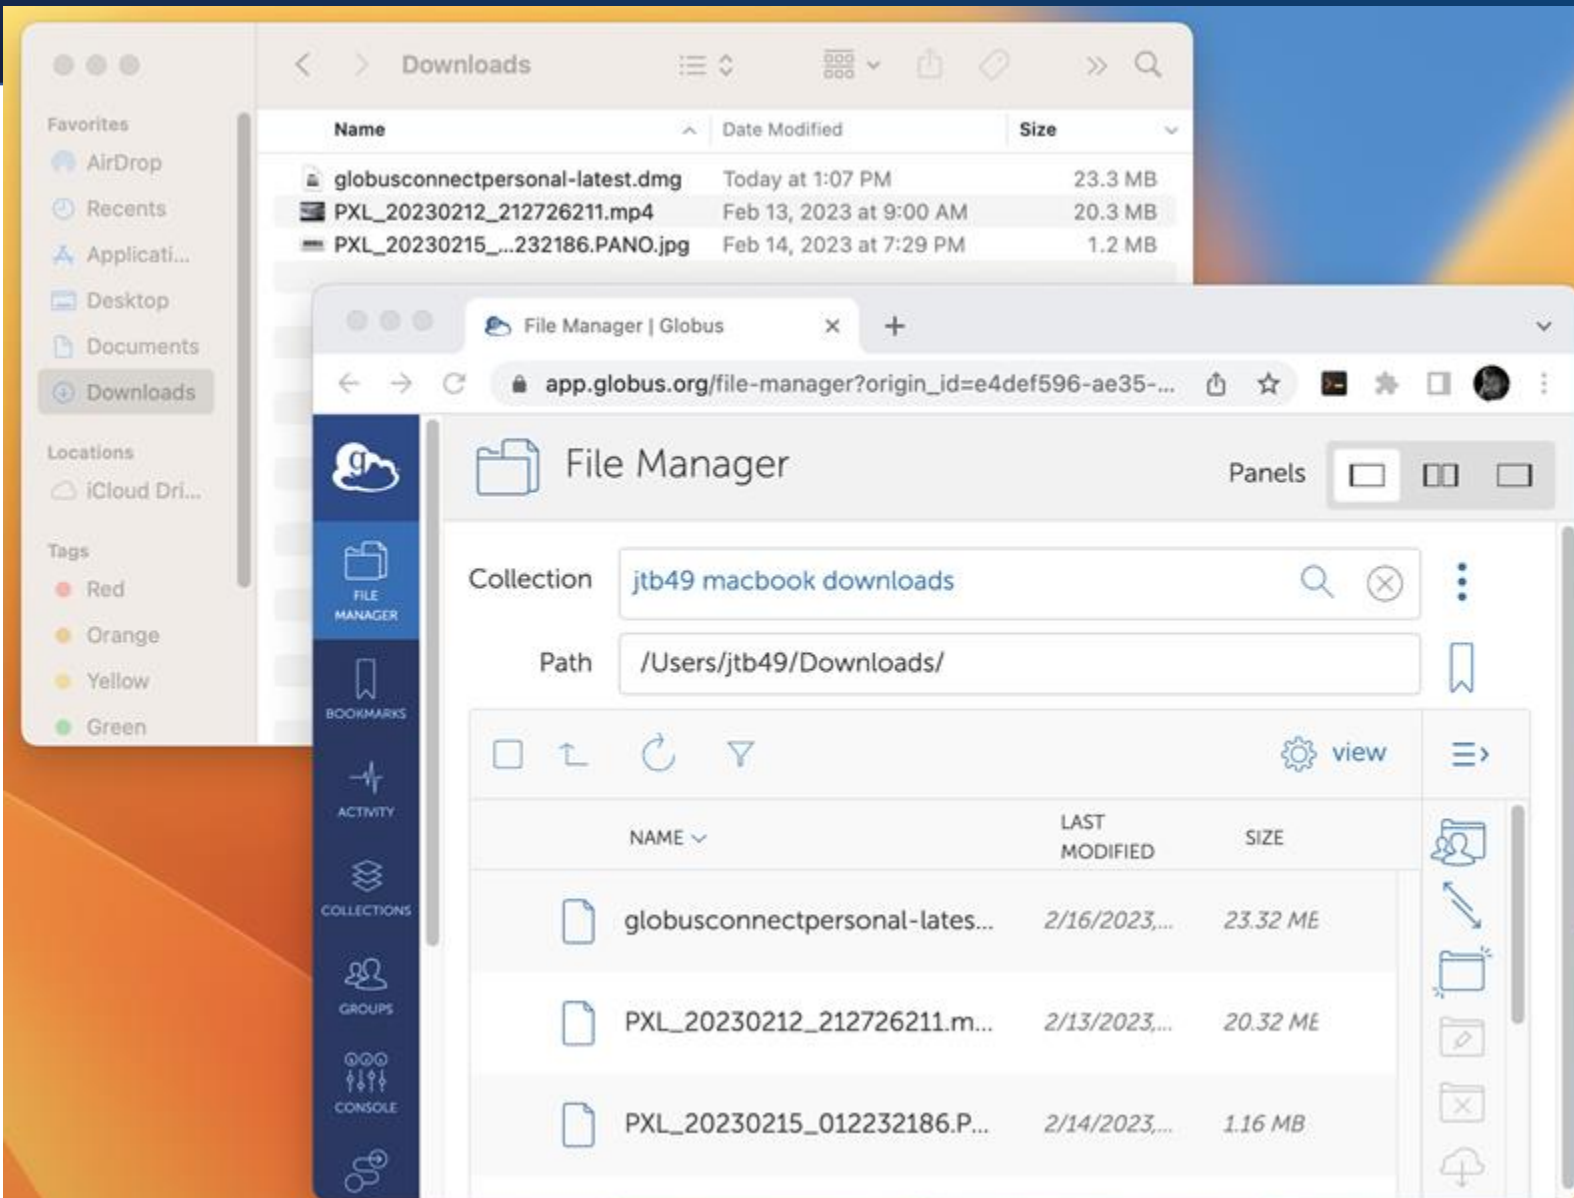 Downloads
Favorites
AirDrop
Recents
Applicati...
Desktop
Documents
Downloads
Locations
iCloud Dri...
Tags
Red
Orange
Yellow
Green
Name Date Modified Size
globusconnectpersonal-latest.dmg Today at 1:07 PM 23.3 MB
PXL_20230212_212726211.mp4 Feb 13, 2023 at 9:00 AM 20.3 MB
PXL_20230215_...232186.PANO.jpg Feb 14, 2023 at 7:29 PM 1.2 MB
File Manager | Globus
app.globus.org/file-manager?origin_id=e4def596-ae35-...
g
FILE
MANAGER
BOOKMARKS
ACTIVITY
COLLECTIONS
GROUPS
CONSOLE
File Manager Panels
Collection jtb49 macbook downloads
Path /Users/jtb49/Downloads/
view
NAME LAST MODIFIED SIZE
globusconnectpersonal-lates... 2/16/2023,... 23.32 MB
PXL_20230212_212726211.m... 2/13/2023,... 20.32 MB
PXL_20230215_012232186.P... 2/14/2023,... 1.16 MB